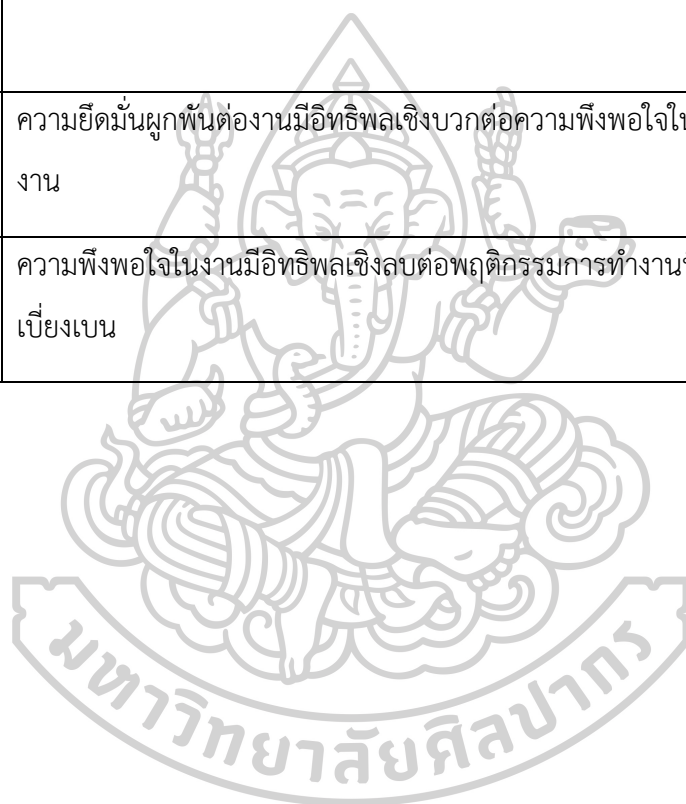 ความยึดมั่นผูกพันต่องานมีอิทธิพลเชิงบวกต่อความพึงพอใจใ
งาน
ความพึงพอใจในงานมีอิทธิพลเชิงลบต่อพฤติกรรมการทำงาน
เบี่ยงเบน
มหาวิทยาลัยศิลปากร